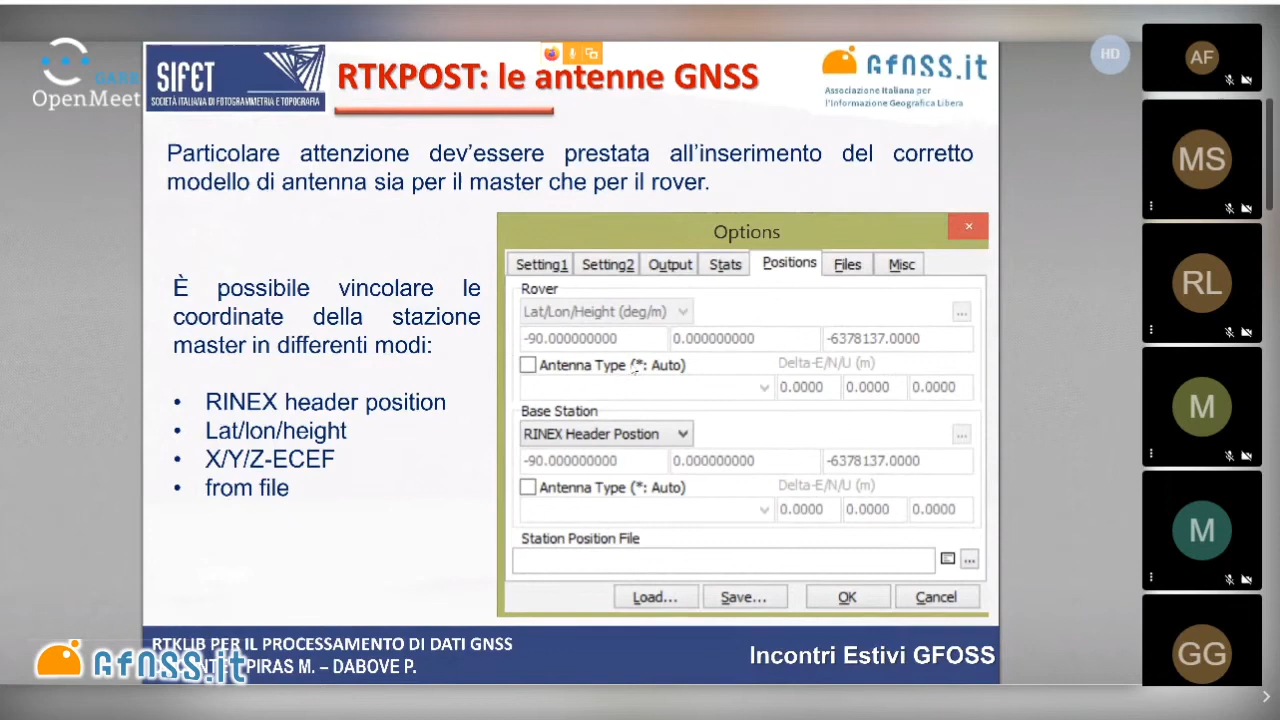 GARR
OpenMeet
SIFET
SOCIETÀ ITALIANA DI FOTOGRAMMETRIA E TOPOGRAFIA
RTKPOST: le antenne GNSS
GFOSS.it
Associazione Italiana per
l'Informazione Geografica Libera
HD
AF
MS
RL
M
M
GG
Particolare attenzione dev'essere prestata all'inserimento del corretto
modello di antenna sia per il master che per il rover.
È possibile vincolare le
coordinate della stazione
master in differenti modi:
• RINEX header position
• Lat/lon/height
• X/Y/Z-ECEF
• from file
Options
Setting1 Setting2 Output Stats Positions Files Misc
Rover
Lat/Lon/Height (deg/m) ...
-90.000000000 0.000000000 -6378137.0000
Antenna Type (*: Auto) Delta-E/N/U (m)
0.0000 0.0000 0.0000
Base Station
RINEX Header Postion ...
-90.000000000 0.000000000 -6378137.0000
Antenna Type (*: Auto) Delta-E/N/U (m)
0.0000 0.0000 0.0000
Station Position File
...
Load... Save... OK Cancel
RTKLIB PER IL PROCESSAMENTO DI DATI GNSS
PIRAS M. – DABOVE P.
GFOSS.it
Incontri Estivi GFOSS